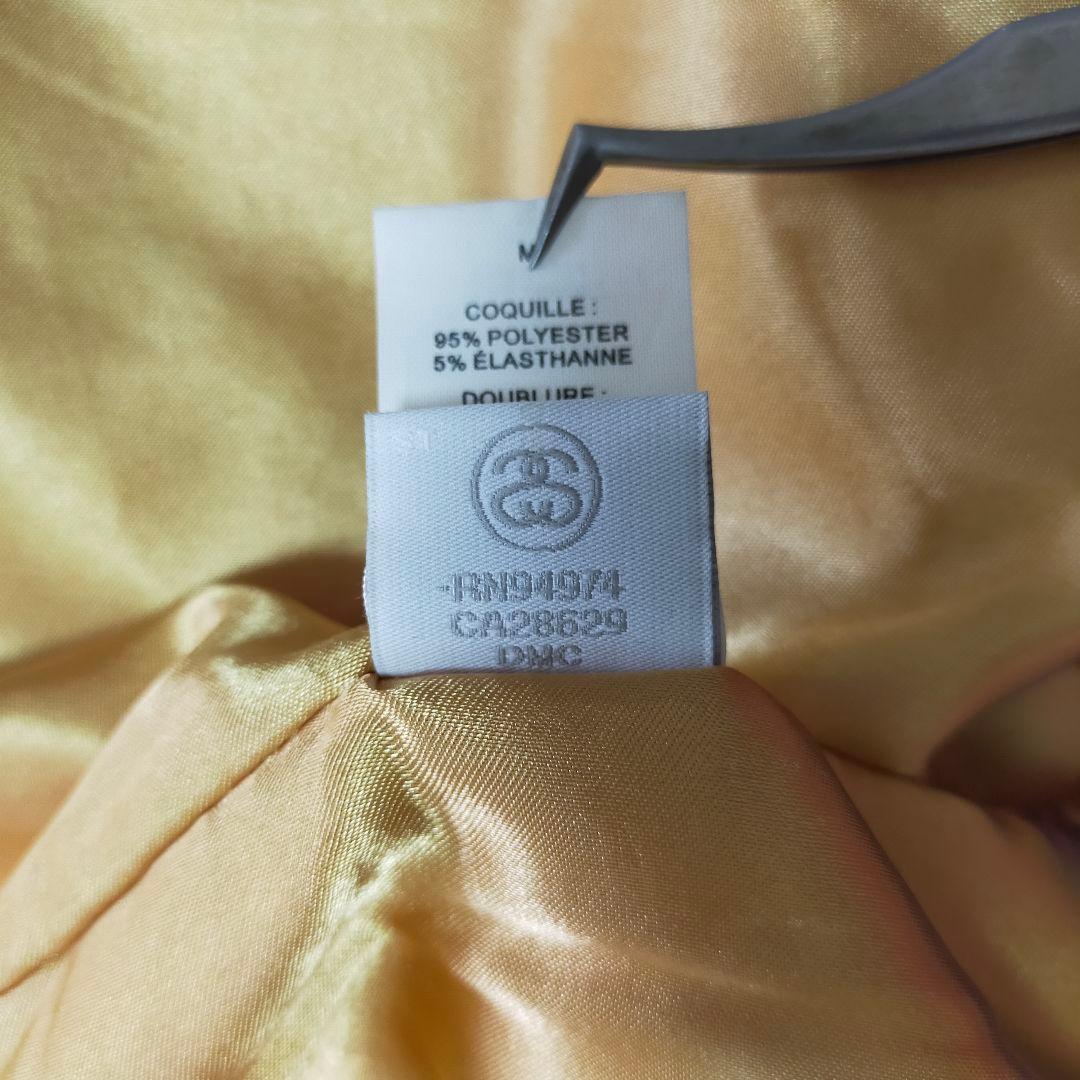 M
COQUILLE :
95% POLYESTER
5% ÉLASTHANNE
DOUBLURE :
RN94974
CA28629
DMC